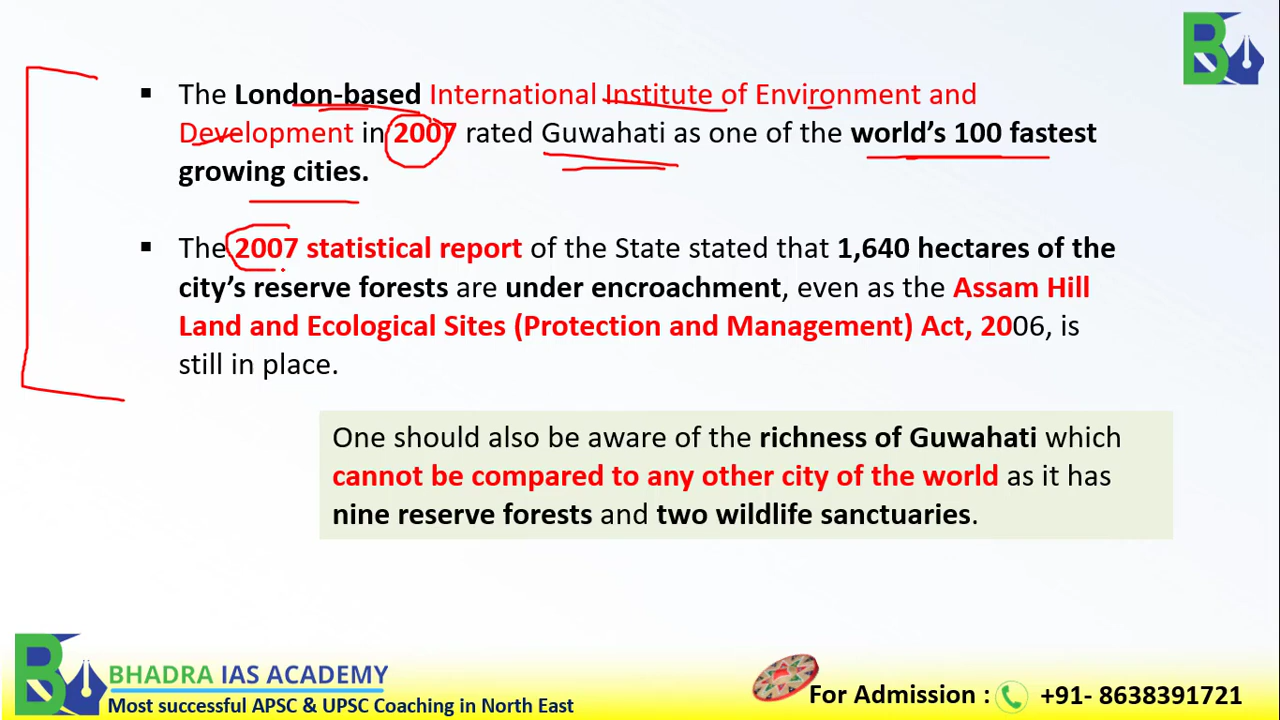 The London-based International Institute of Environment and
Development in 2007 rated Guwahati as one of the world's 100 fastest
growing cities.
The 2007 statistical report of the State stated that 1,640 hectares of the
city's reserve forests are under encroachment, even as the Assam Hill
Land and Ecological Sites (Protection and Management) Act, 2006, is
still in place.
One should also be aware of the richness of Guwahati which
cannot be compared to any other city of the world as it has
nine reserve forests and two wildlife sanctuaries.
BHADRA IAS ACADEMY
Most successful APSC & UPSC Coaching in North East
For Admission : +91- 8638391721